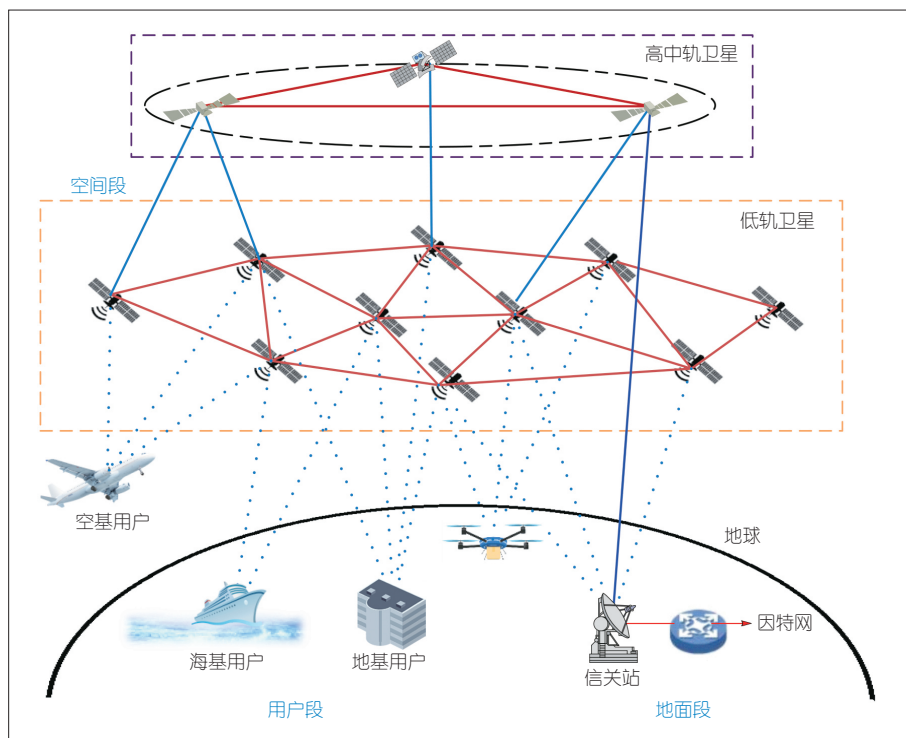 高中轨卫星
空间段
低轨卫星
空基用户
地球
海基用户
地基用户
信关站
因特网
用户段
地面段